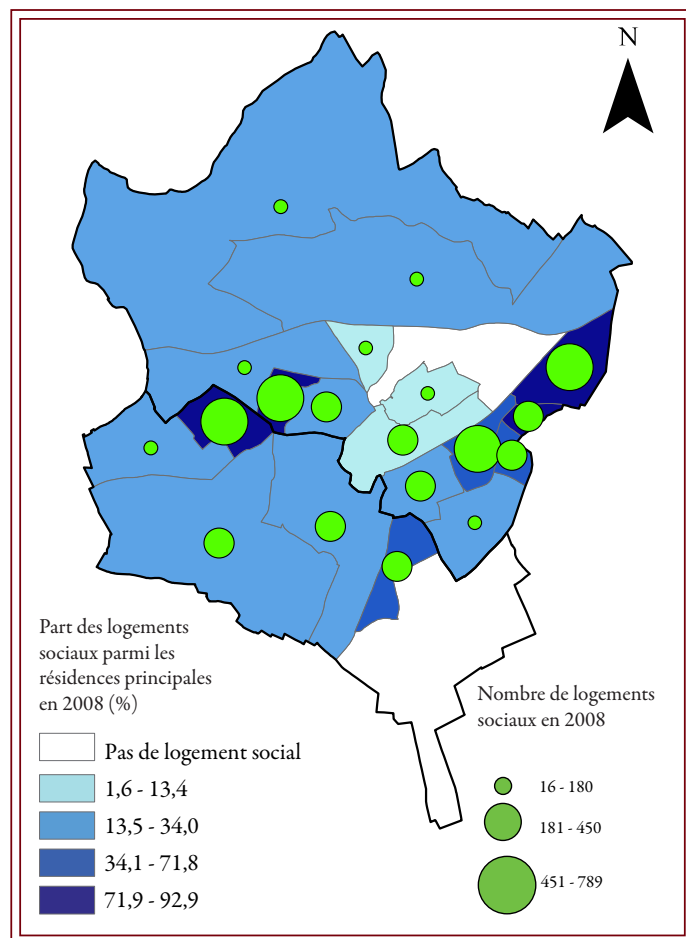 N
Part des logements
sociaux parmi les
résidences principales
en 2008 (%)
Pas de logement social
1,6 - 13,4
13,5 - 34,0
34,1 - 71,8
71,9 - 92,9
Nombre de logements
sociaux en 2008
16 - 180
181 - 450
451 - 789